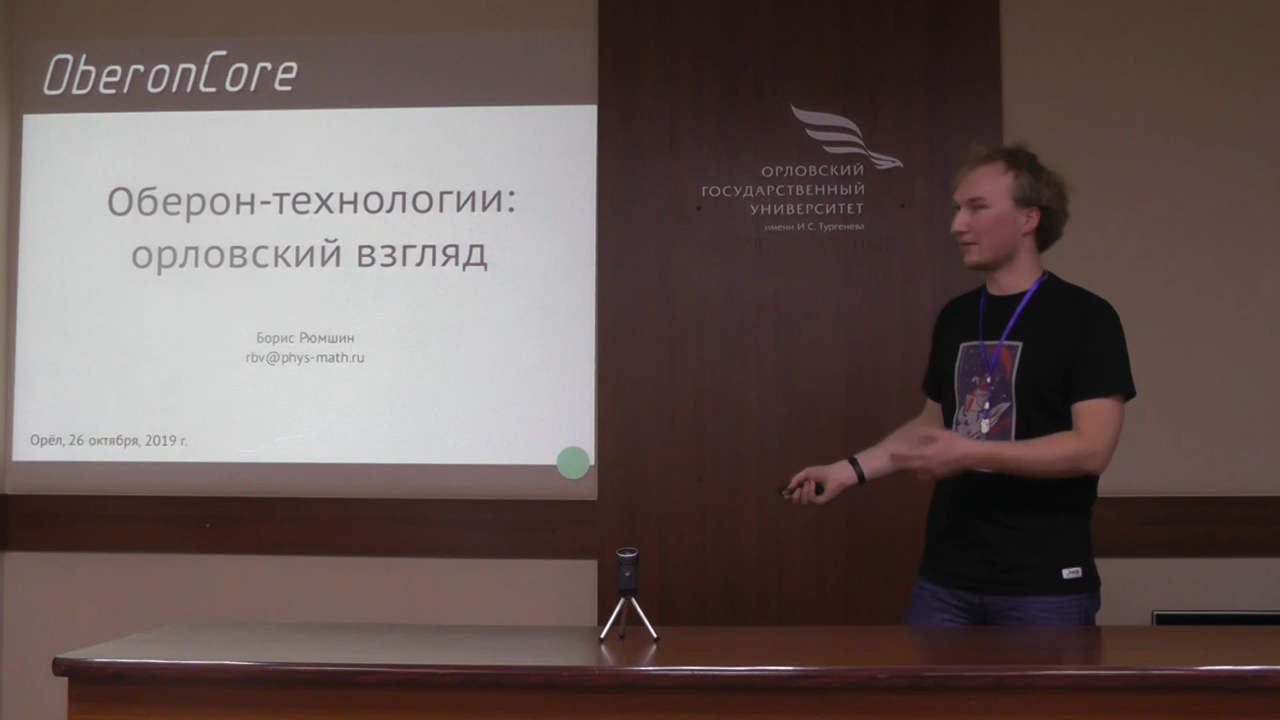 OberonCore
Оберон-технологии:
орловский взгляд
Борис Рюмшин
rbv@phys-math.ru
Орёл, 26 октября, 2019 г.
ОРЛОВСКИЙ
ГОСУДАРСТВЕННЫЙ
УНИВЕРСИТЕТ
имени И.С. Тургенева